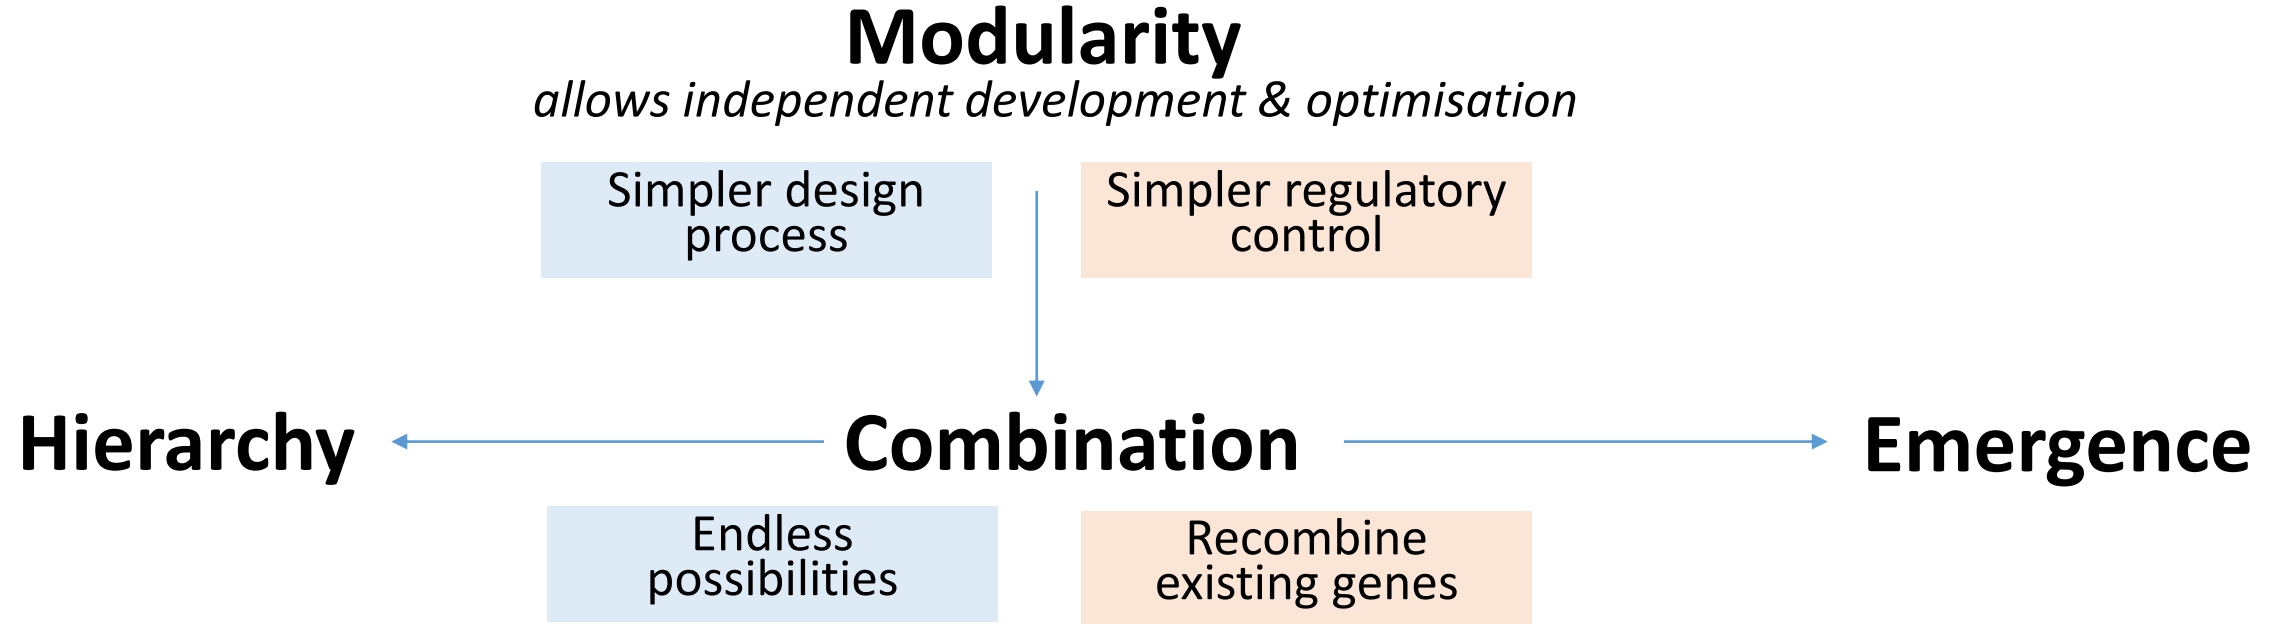 Modularity
allows independent development & optimisation
Simpler design
process
Simpler regulatory
control
Hierarchy
Combination
Emergence
Endless
possibilities
Recombine
existing genes